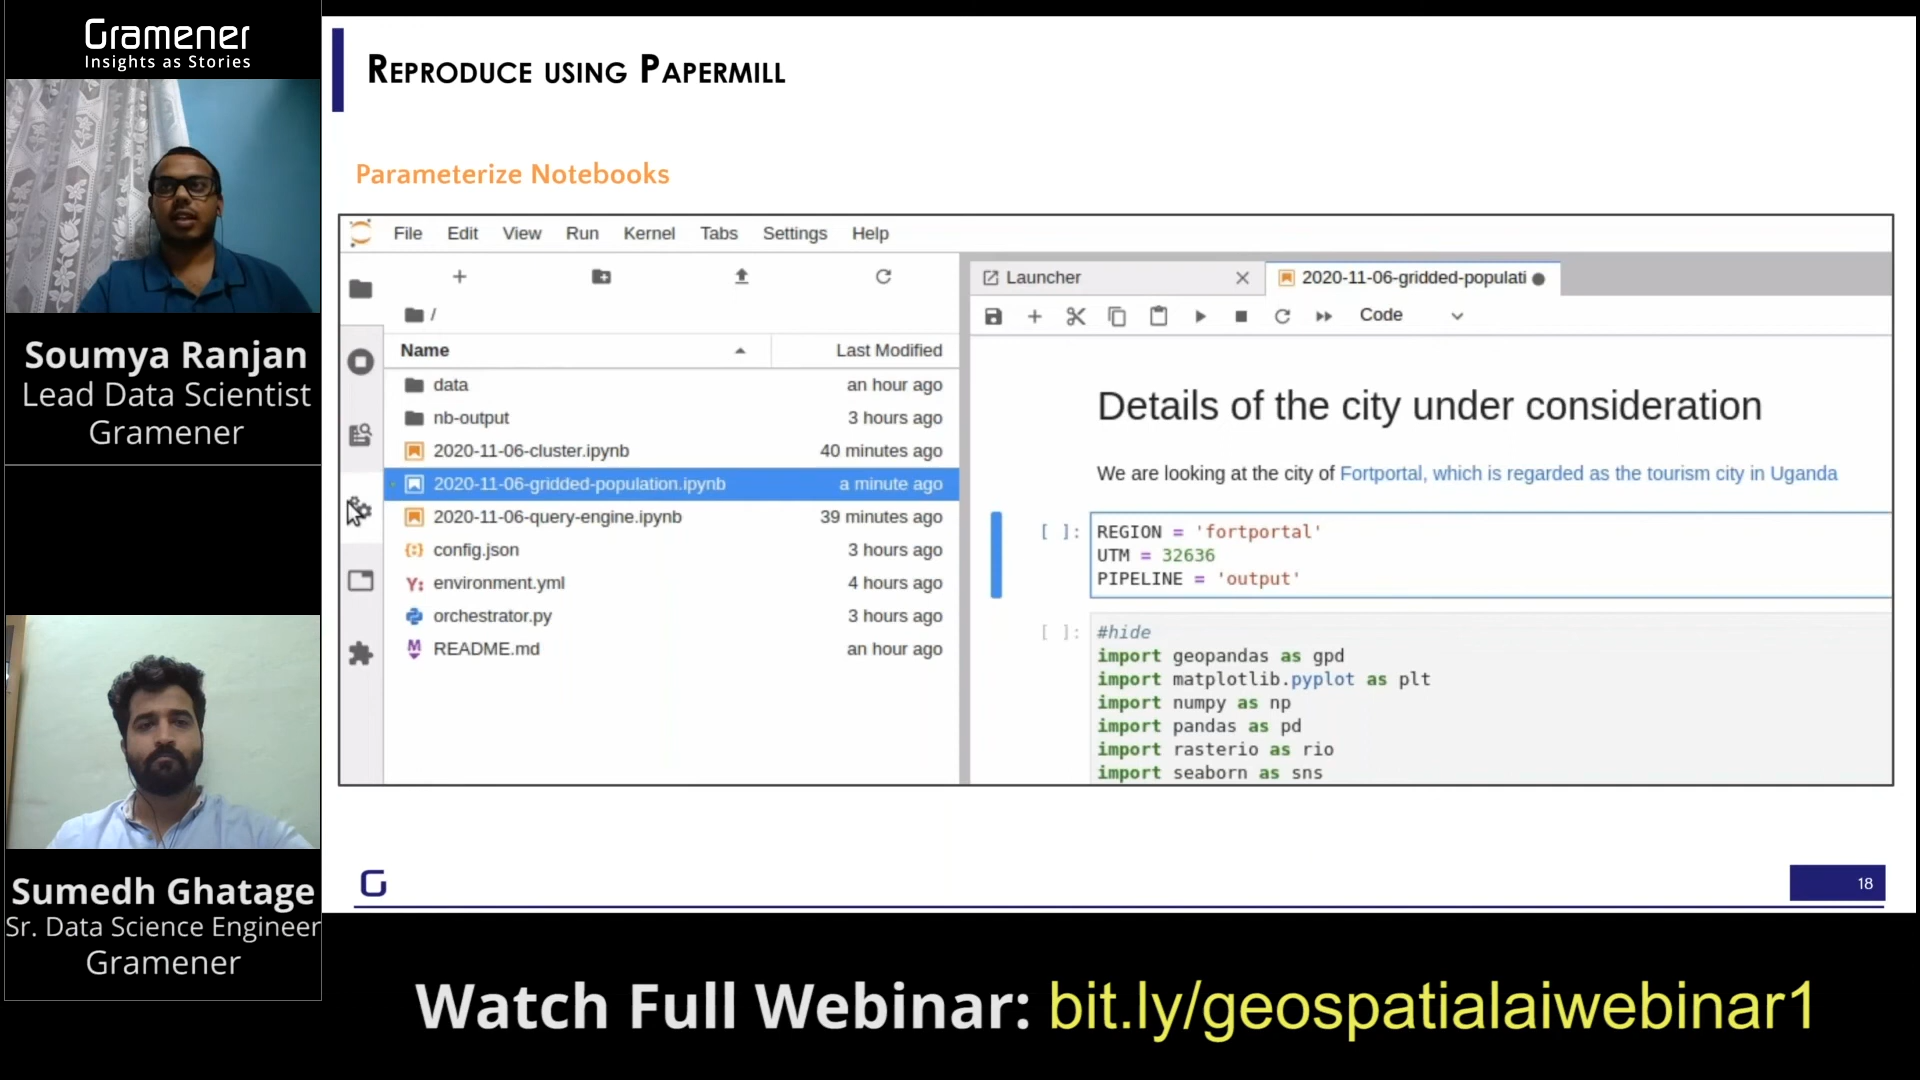 Gramener
Insights as Stories
Soumya Ranjan
Lead Data Scientist
Gramener
Sumedh Ghatage
Sr. Data Science Engineer
Gramener
REPRODUCE USING PAPERMILL
Parameterize Notebooks
File Edit View Run Kernel Tabs Settings Help
/
Name Last Modified
data an hour ago
nb-output 3 hours ago
2020-11-06-cluster.ipynb 40 minutes ago
2020-11-06-gridded-population.ipynb a minute ago
2020-11-06-query-engine.ipynb 39 minutes ago
config.json 3 hours ago
environment.yml 4 hours ago
orchestrator.py 3 hours ago
README.md an hour ago
Launcher 2020-11-06-gridded-populati
Code
Details of the city under consideration
We are looking at the city of Fortportal, which is regarded as the tourism city in Uganda
[ ]: REGION = 'fortportal'
UTM = 32636
PIPELINE = 'output'
[ ]: #hide
import geopandas as gpd
import matplotlib.pyplot as plt
import numpy as np
import pandas as pd
import rasterio as rio
import seaborn as sns
18
Watch Full Webinar: bit.ly/geospatialaiwebinar1